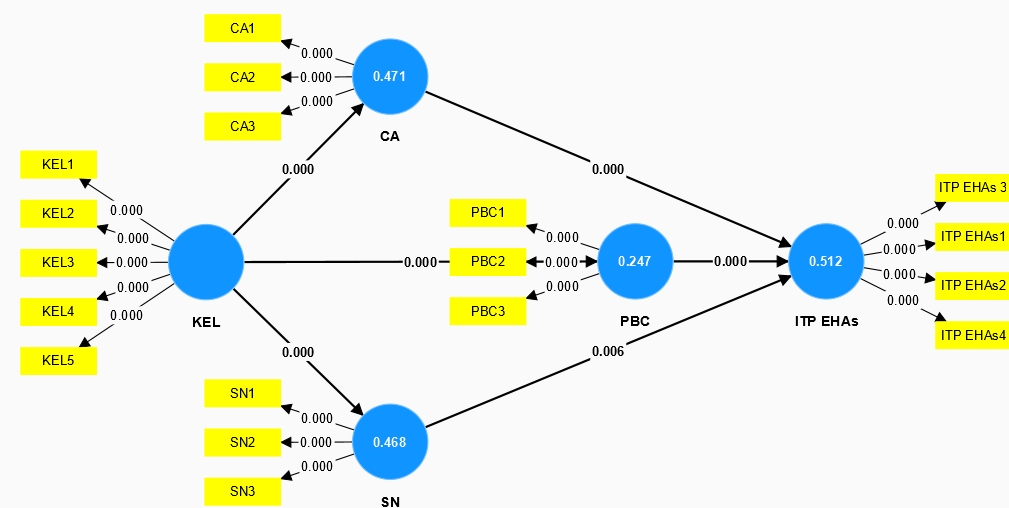 CA1
0.000
CA2
0.000
0.471
CA3
0.000
CA
KEL1
0.000
0.000
0.000
KEL2
0.000
KEL3
0.000
KEL4
0.000
KEL5
0.000
KEL
0.000
PBC1
0.000
PBC2
0.000
0.247
PBC3
0.000
PBC
0.000
0.512
ITP EHAs
ITP EHAs 3
0.000
ITP EHAs1
0.000
ITP EHAs2
0.000
ITP EHAs4
0.000
0.000
0.006
SN1
0.000
SN2
0.000
0.468
SN3
0.000
SN